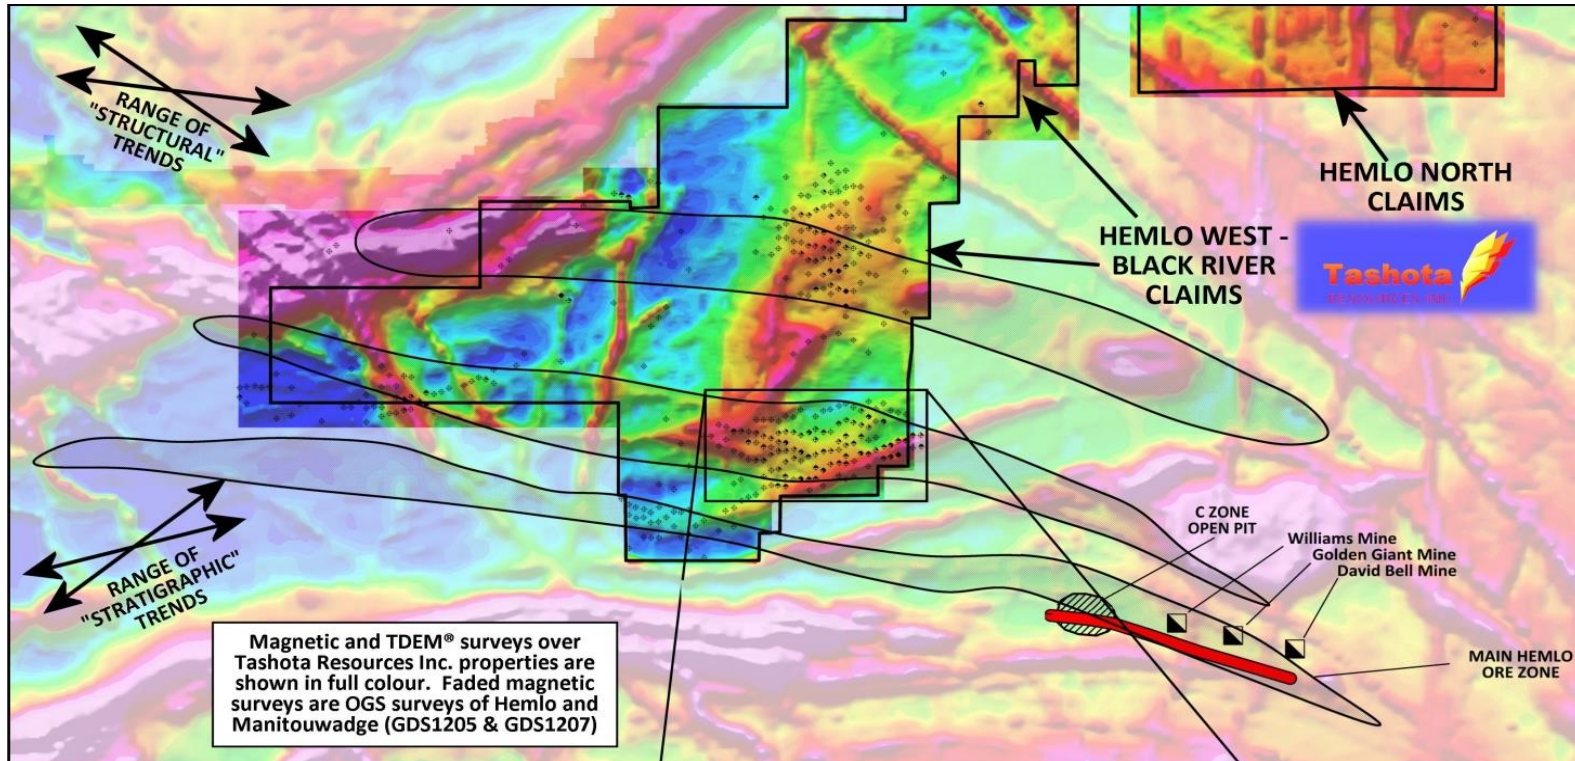 RANGE OF
"STRUCTURAL"
TRENDS
HEMLO NORTH
CLAIMS
HEMLO WEST -
BLACK RIVER
CLAIMS
Tashota
RANGE OF
"STRATIGRAPHIC"
TRENDS
C ZONE
OPEN PIT
Williams Mine
Golden Giant Mine
David Bell Mine
MAIN HEMLO
ORE ZONE
Magnetic and TDEM® surveys over
Tashota Resources Inc. properties are
shown in full colour. Faded magnetic
surveys are OGS surveys of Hemlo and
Manitouwadge (GDS1205 & GDS1207)